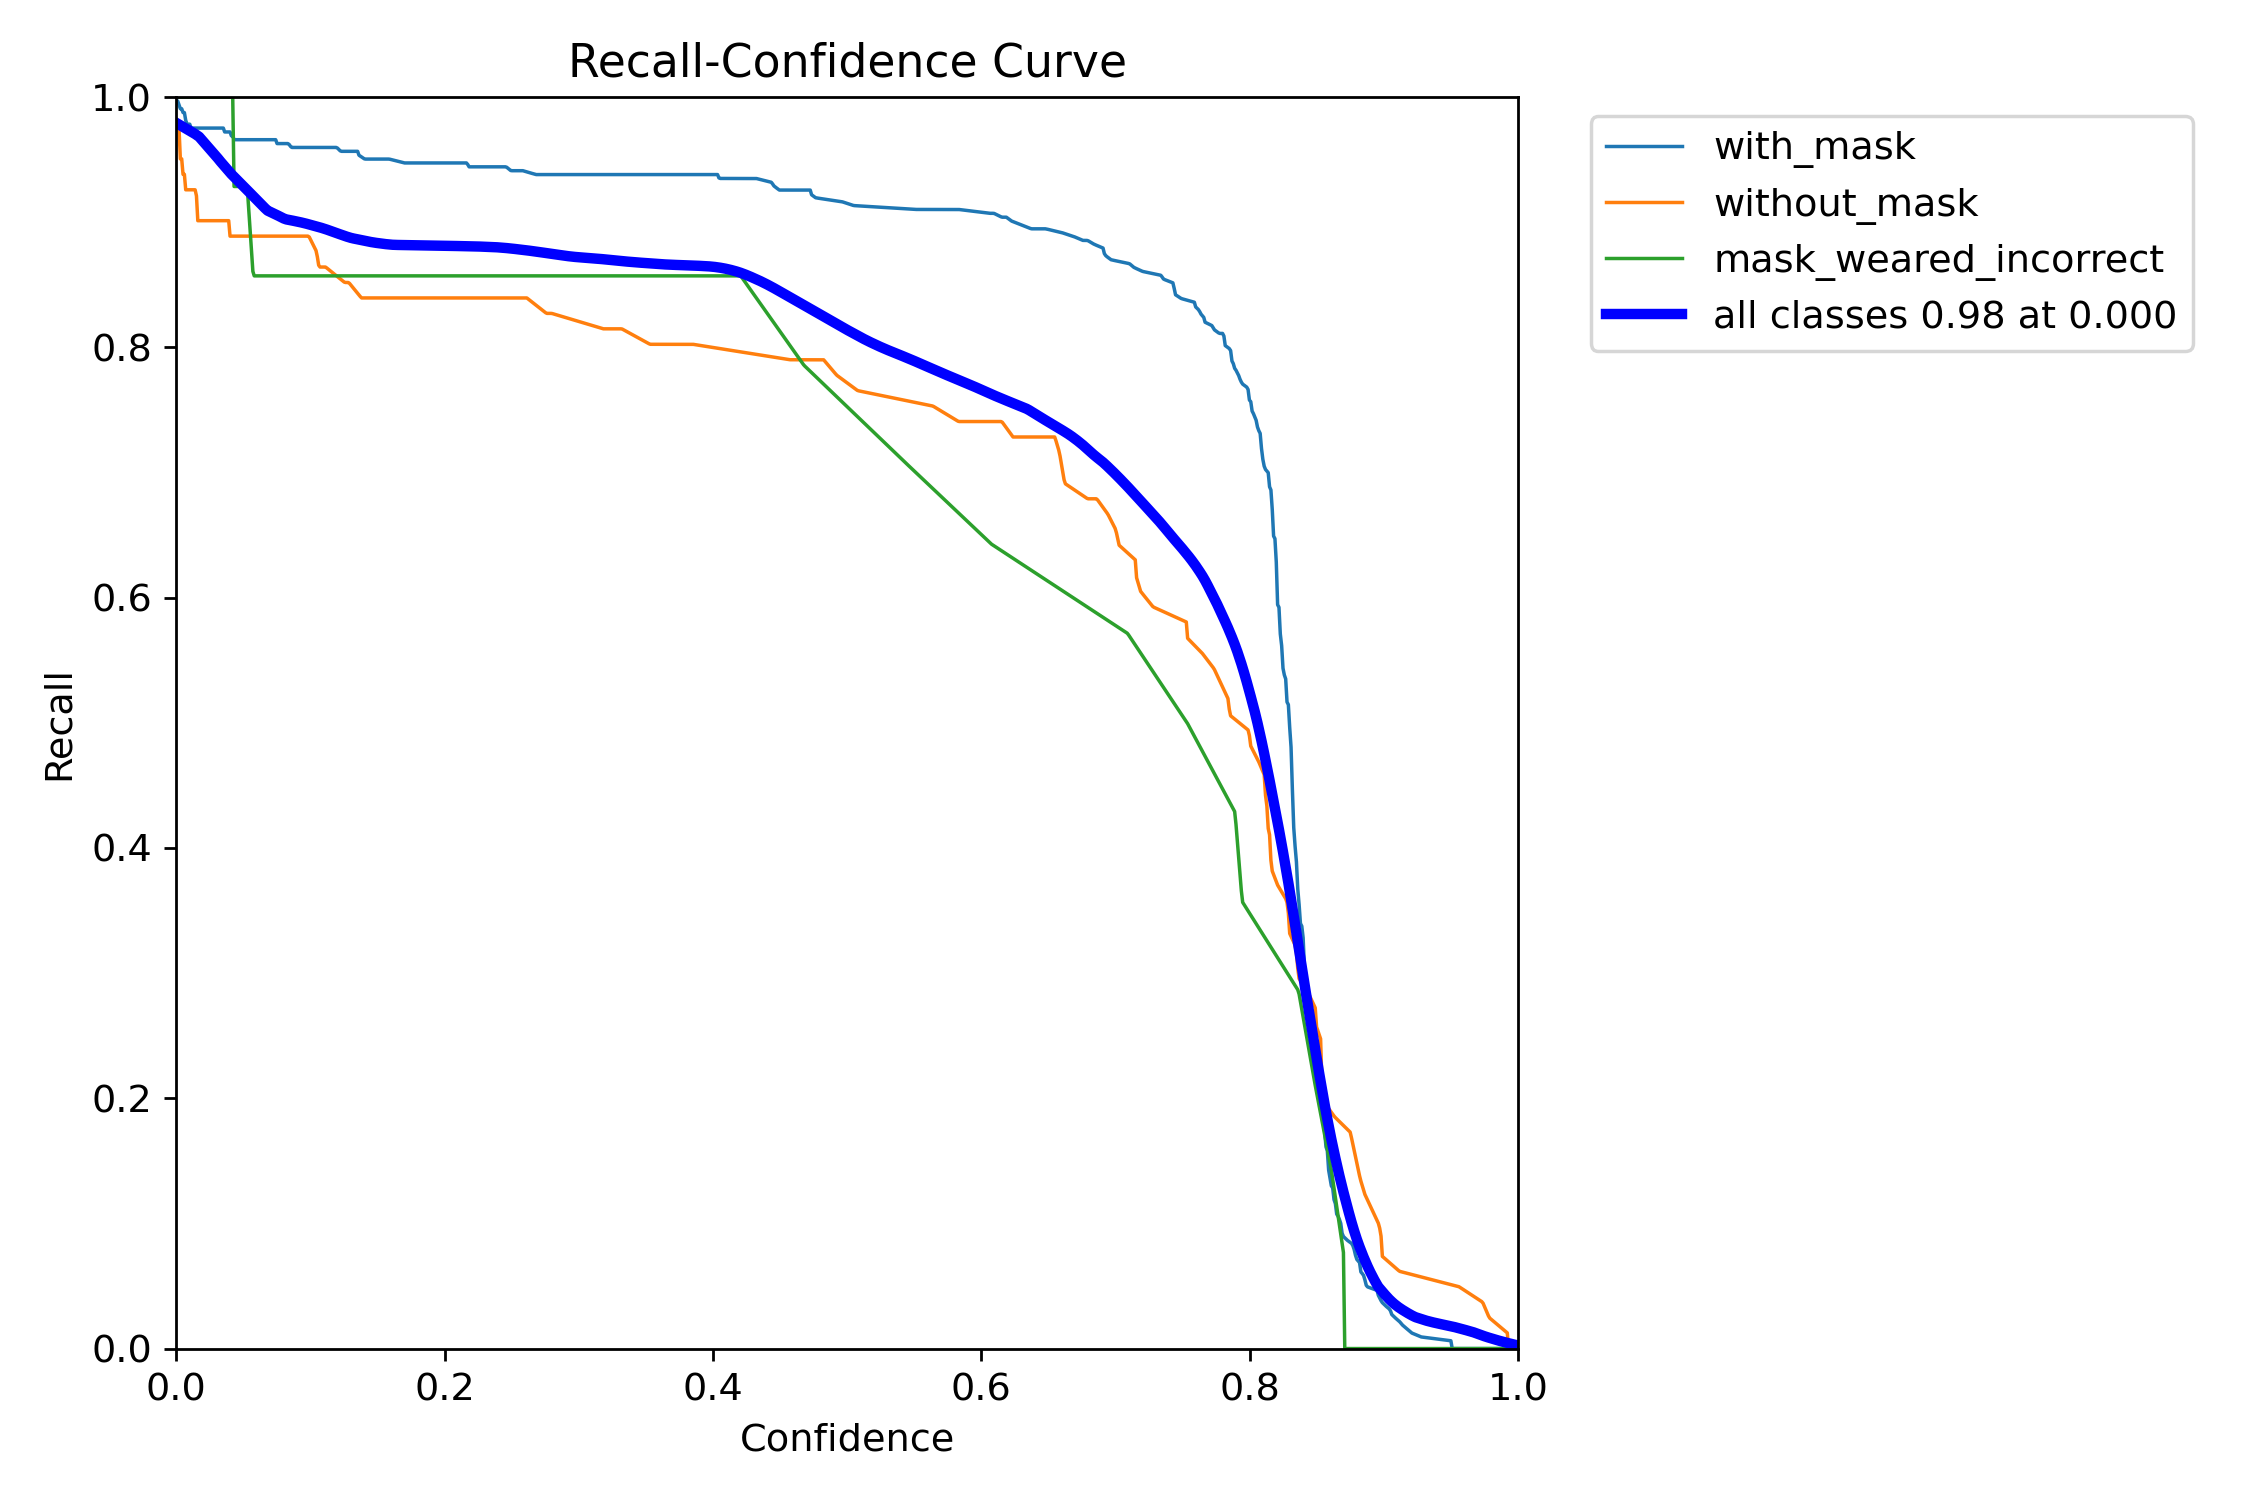 Recall-Confidence Curve
1.0
0.8
0.6
0.4
0.2
0.0
Recall
0.0 0.2 0.4 0.6 0.8 1.0
Confidence
with_mask
without_mask
mask_weared_incorrect
all classes 0.98 at 0.000